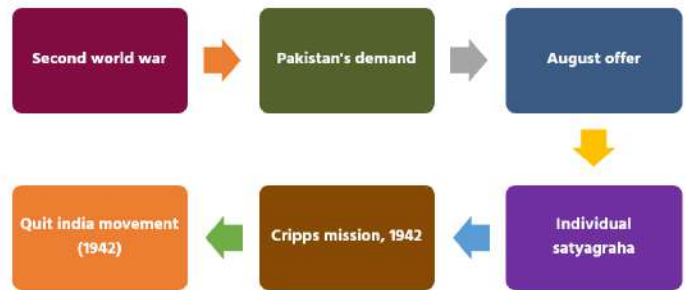 Second world war
Pakistan's demand
August offer
Individual
satyagraha
Cripps mission, 1942
Quit india movement
(1942)